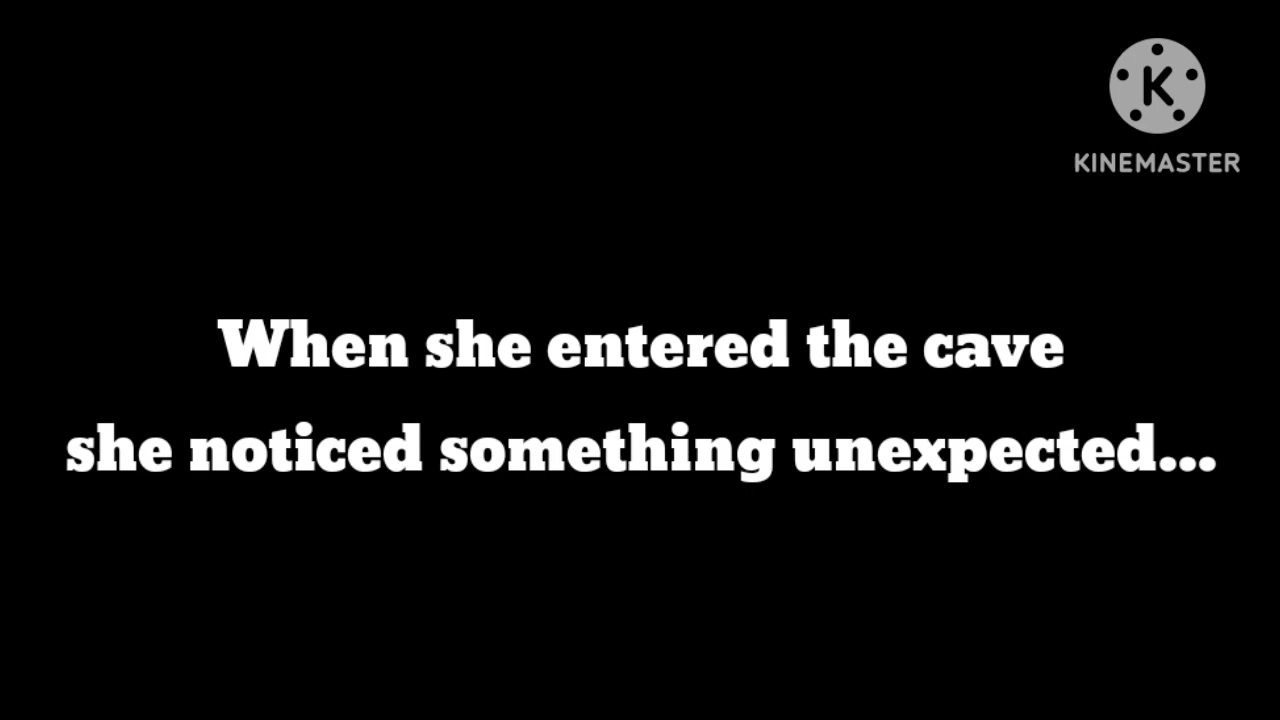 K
KINEMASTER
When she entered the cave
she noticed something unexpected...